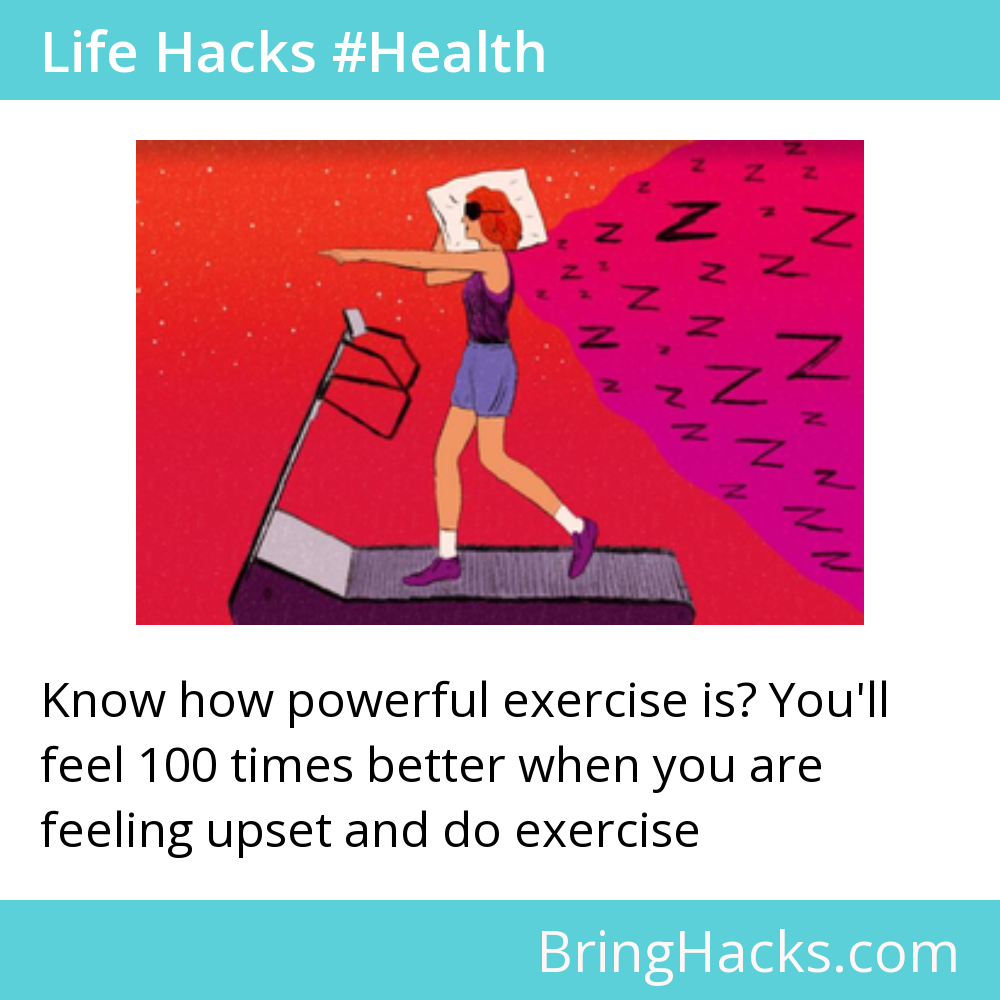 Life Hacks #Health
z
z
z
z
z
z
Z
z
Z
Z
z
z
Z
z
z
z
z
Z
Z
z
Z
z
Z
Z
z
z
z
z
Z
z
z
z
z
z
Know how powerful exercise is? You'll
feel 100 times better when you are
feeling upset and do exercise
BringHacks.com